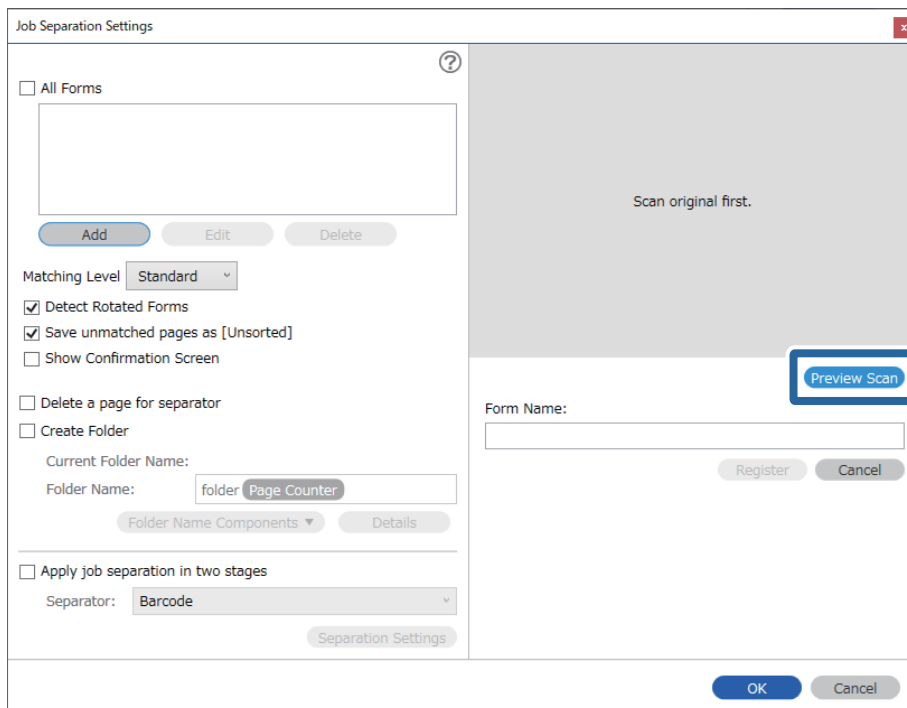 Job Separation Settings
x
?
All Forms
Add Edit Delete
Matching Level Standard
Detect Rotated Forms
Save unmatched pages as [Unsorted]
Show Confirmation Screen
Delete a page for separator
Create Folder
Current Folder Name:
Folder Name: folder Page Counter
Folder Name Components ▼ Details
Apply job separation in two stages
Separator: Barcode
Separation Settings
Scan original first.
Preview Scan
Form Name:
Register Cancel
OK Cancel